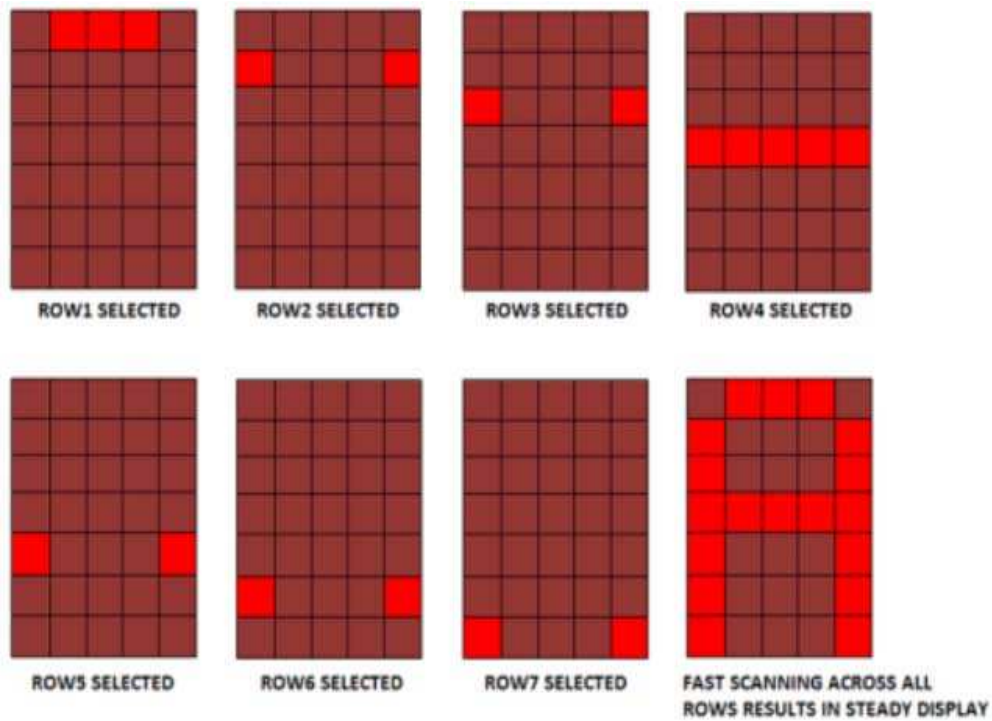 ROW1 SELECTED
ROW2 SELECTED
ROW3 SELECTED
ROW4 SELECTED
ROW5 SELECTED
ROW6 SELECTED
ROW7 SELECTED
FAST SCANNING ACROSS ALL
ROWS RESULTS IN STEADY DISPLAY